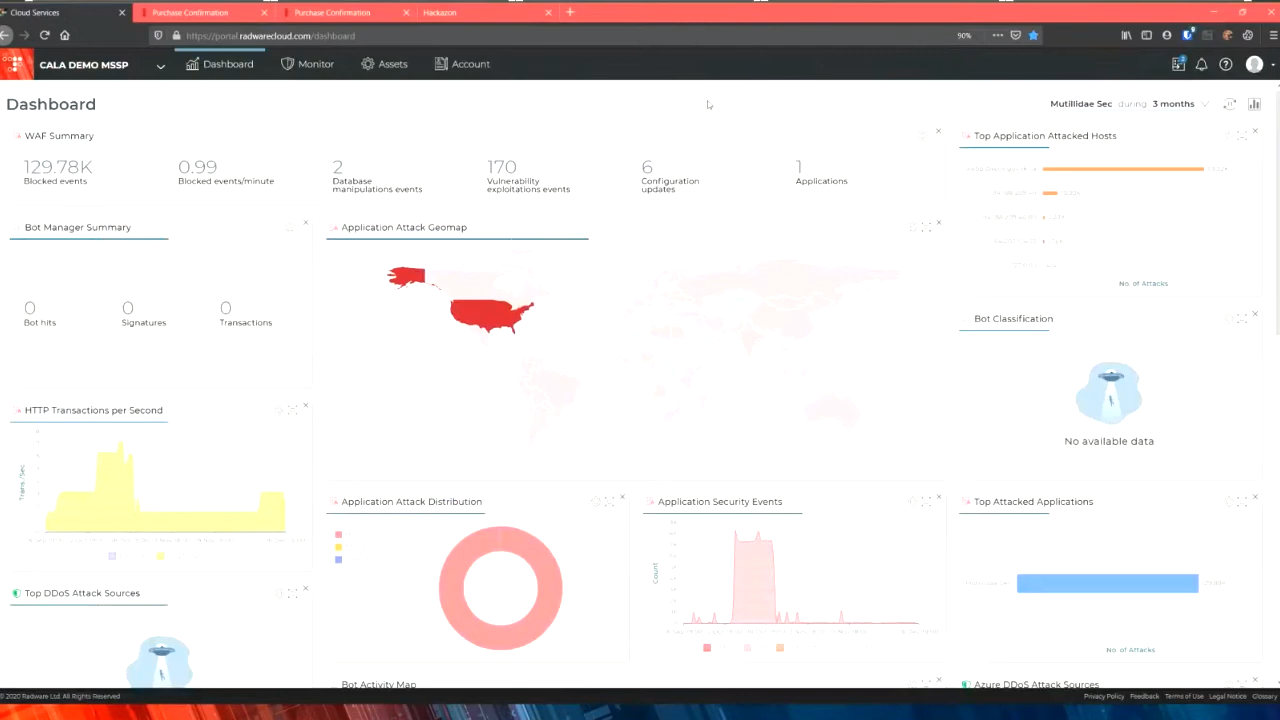 Cloud Services
Purchase Confirmation
Purchase Confirmation
Hackazon
https://portal.radwarecloud.com/dashboard
90%
CALA DEMO MSSP
Dashboard
Monitor
Assets
Account
Dashboard
Mutillidae Sec during 3 months
WAF Summary
129.78K
Blocked events
0.99
Blocked events/minute
2
Database
manipulations events
170
Vulnerability
exploitations events
6
Configuration
updates
1
Applications
Top Application Attacked Hosts
No. of Attacks
Bot Manager Summary
0
Bot hits
0
Signatures
0
Transactions
Application Attack Geomap
Bot Classification
No available data
HTTP Transactions per Second
Trans./Sec
Application Attack Distribution
Application Security Events
Count
Top Attacked Applications
No. of Attacks
Top DDoS Attack Sources
Bot Activity Map
Azure DDoS Attack Sources
© 2020 Radware Ltd. All Rights Reserved
Privacy Policy
Feedback
Terms of Use
Legal Notice
Glossary